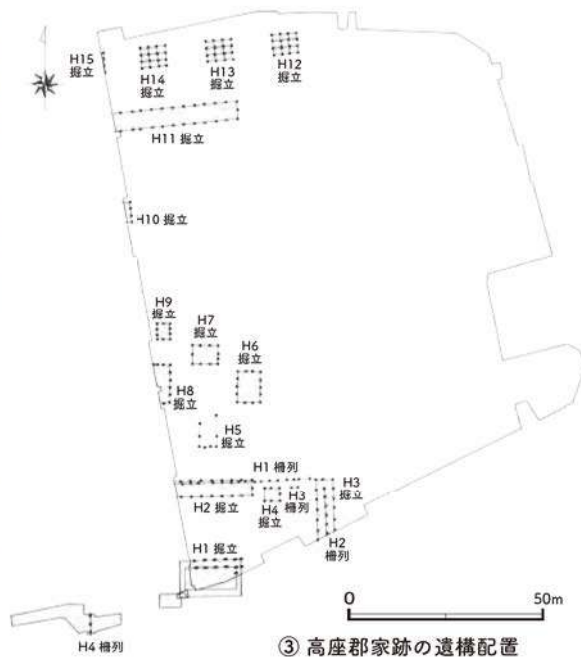 H15
掘立
H14
掘立
H13
掘立
H12
掘立
H11 掘立
H10 掘立
H9
掘立
H7
掘立
H6
掘立
H8
掘立
H5
掘立
H1 柵列
H2 掘立
H4
掘立
H3
柵列
H3
掘立
H2
柵列
H1 掘立
H4 柵列
0
50m
③ 高座郡家跡の遺構配置